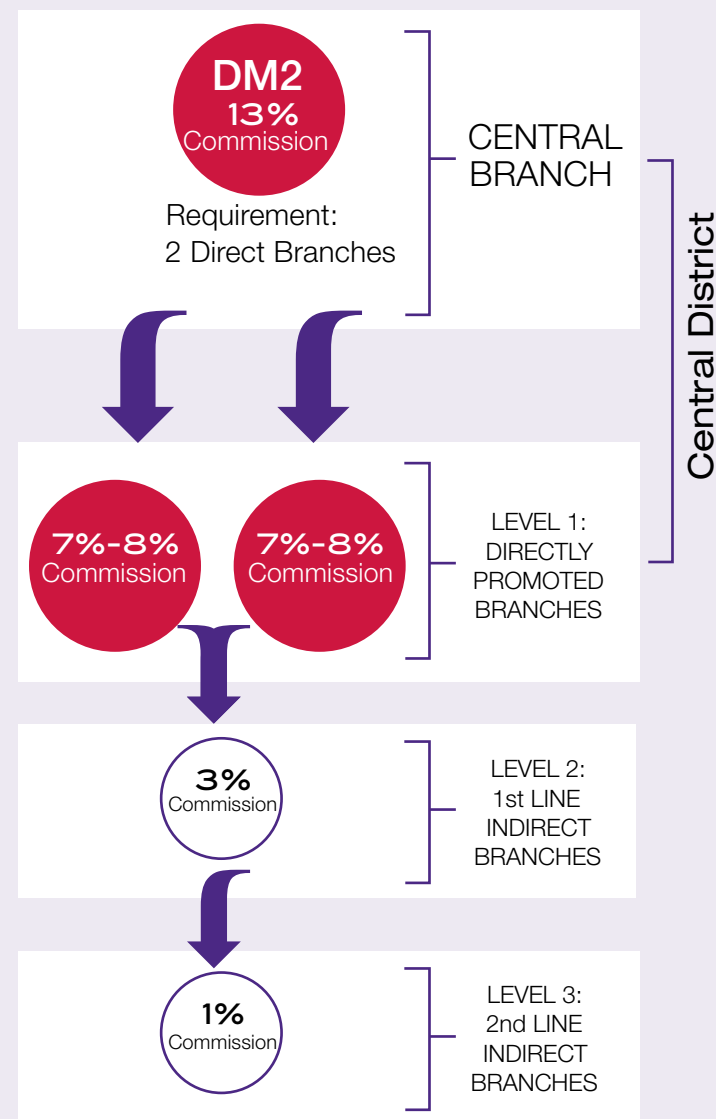 DM2
13%
Commission
Requirement:
2 Direct Branches
CENTRAL
BRANCH
Central District
7%-8%
Commission
7%-8%
Commission
LEVEL 1:
DIRECTLY
PROMOTED
BRANCHES
3%
Commission
LEVEL 2:
1st LINE
INDIRECT
BRANCHES
1%
Commission
LEVEL 3:
2nd LINE
INDIRECT
BRANCHES